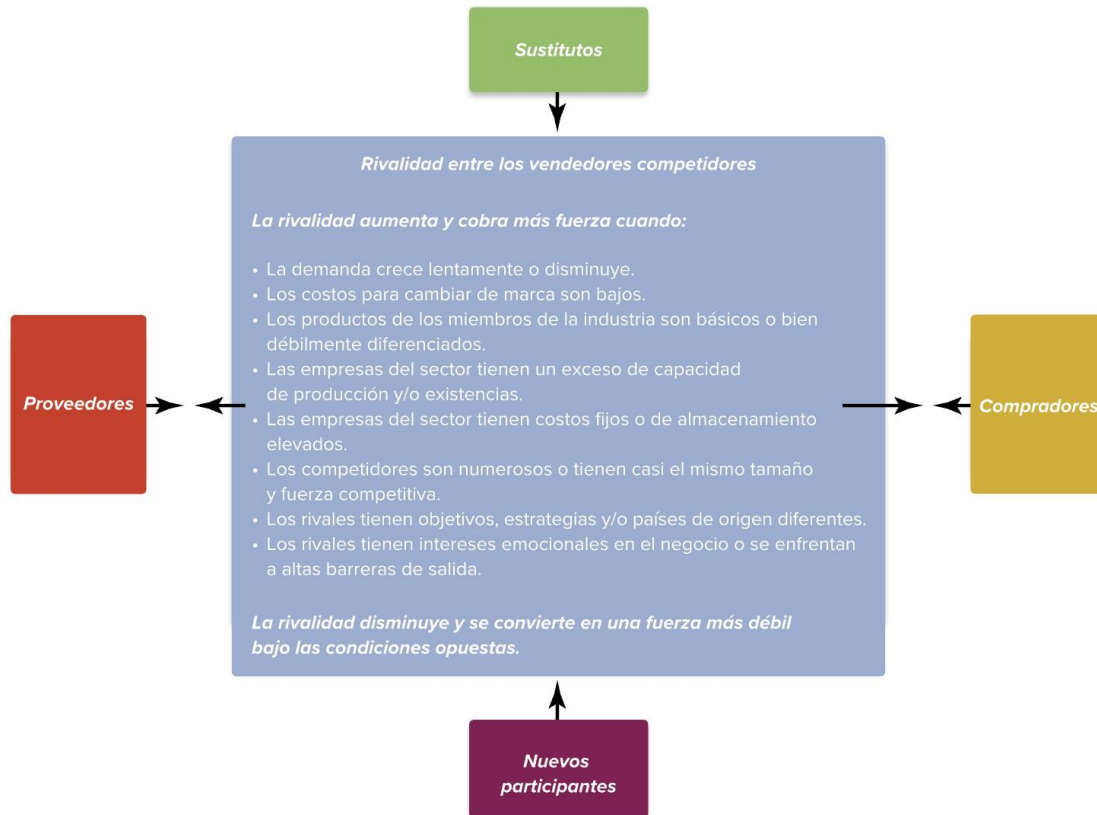 Sustitutos
Rivalidad entre los vendedores competidores
La rivalidad aumenta y cobra más fuerza cuando:
• La demanda crece lentamente o disminuye.
• Los costos para cambiar de marca son bajos.
• Los productos de los miembros de la industria son básicos o bien
débilmente diferenciados.
• Las empresas del sector tienen un exceso de capacidad
de producción y/o existencias.
• Las empresas del sector tienen costos fijos o de almacenamiento
elevados.
• Los competidores son numerosos o tienen casi el mismo tamaño
y fuerza competitiva.
• Los rivales tienen objetivos, estrategias y/o países de origen diferentes.
• Los rivales tienen intereses emocionales en el negocio o se enfrentan
a altas barreras de salida.
La rivalidad disminuye y se convierte en una fuerza más débil
bajo las condiciones opuestas.
Proveedores
Compradores
Nuevos
participantes